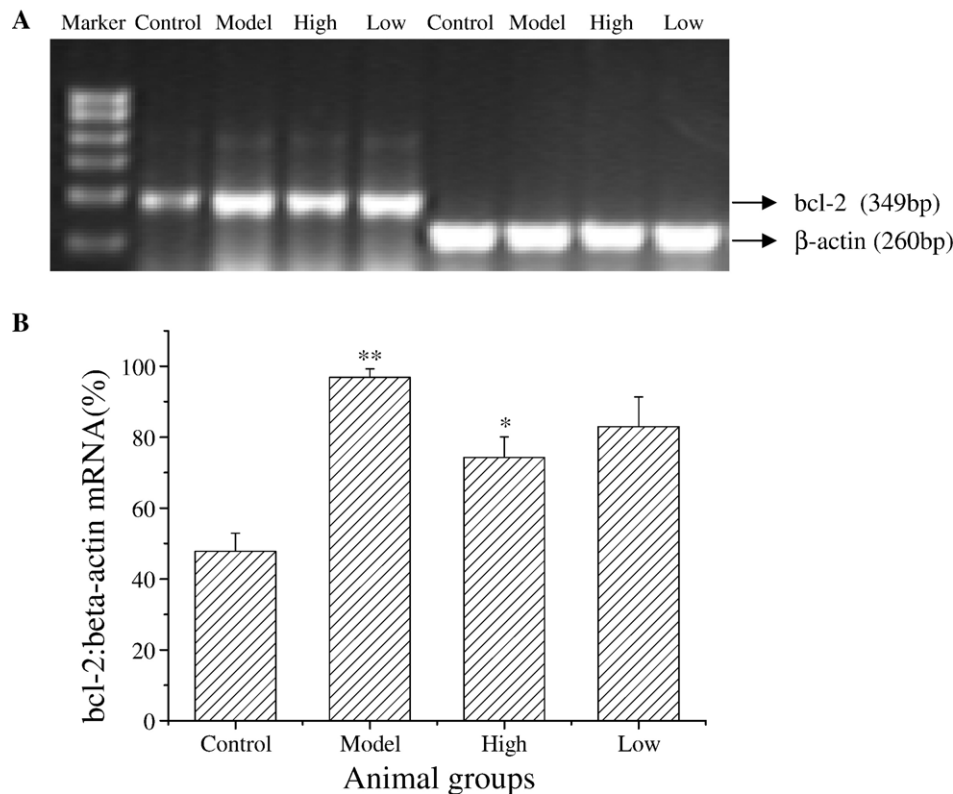 A
Marker Control Model High Low Control Model High Low
bcl-2 (349bp)
β-actin (260bp)
B
bcl-2:beta-actin mRNA(%)
100
80
60
40
20
0
**
*
Control Model High Low
Animal groups